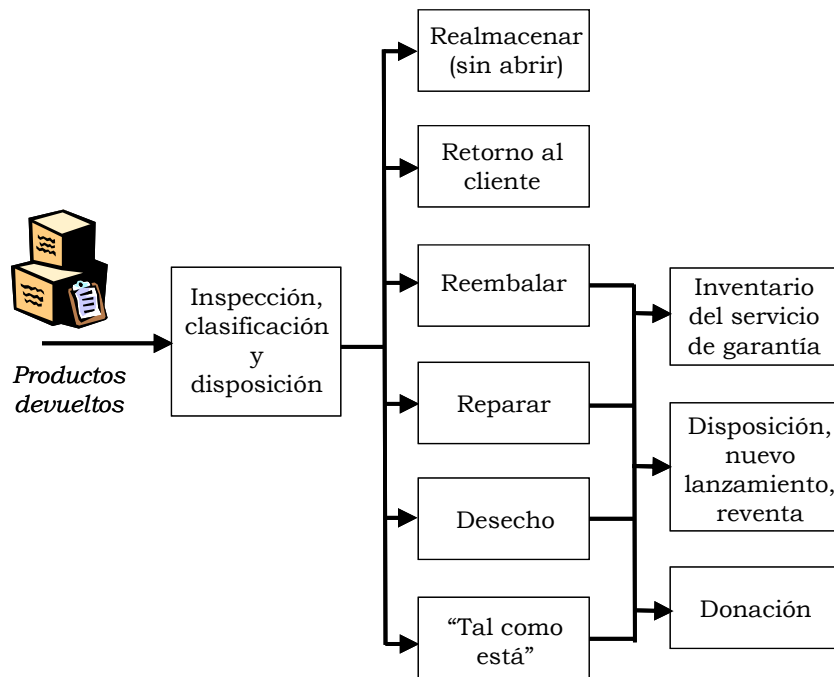 Productos
devueltos
Inspección,
clasificación
y
disposición
Realmacenar
(sin abrir)
Retorno al
cliente
Reembalar
Reparar
Desecho
“Tal como
está”
Inventario
del servicio
de garantía
Disposición,
nuevo
lanzamiento,
reventa
Donación